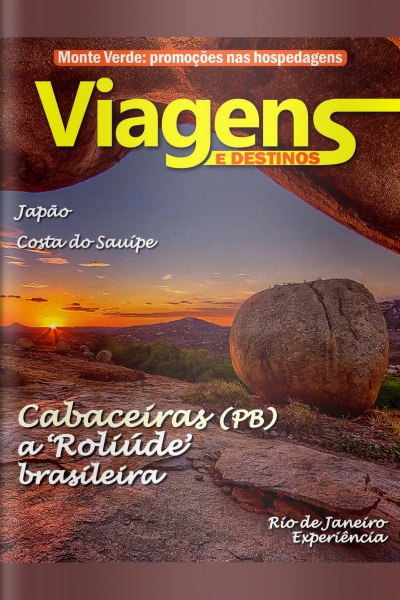 Monte Verde: promoções nas hospedagens
Viagens
E DESTINOS
Japão
Costa do Sauípe
Cabaceiras (PB)
a ‘Roliúde’
brasileira
Rio de Janeiro
Experiência